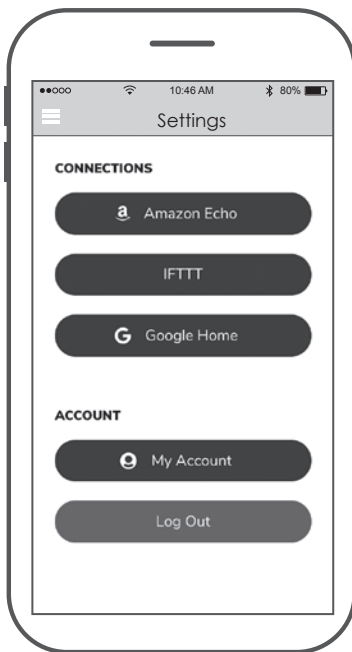 10:46 AM 80%
Settings
CONNECTIONS
Amazon Echo
IFTTT
Google Home
ACCOUNT
My Account
Log Out